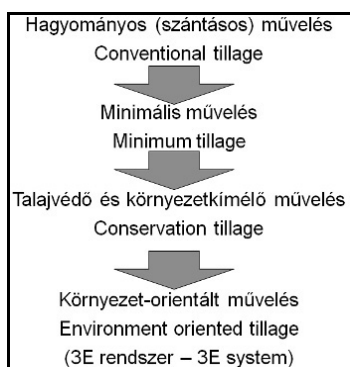 Hagyományos (szántásos) művelés
Conventional tillage
Minimális művelés
Minimum tillage
Talajvédő és környezetkímélő művelés
Conservation tillage
Környezet-orientált művelés
Environment oriented tillage
(3E rendszer – 3E system)